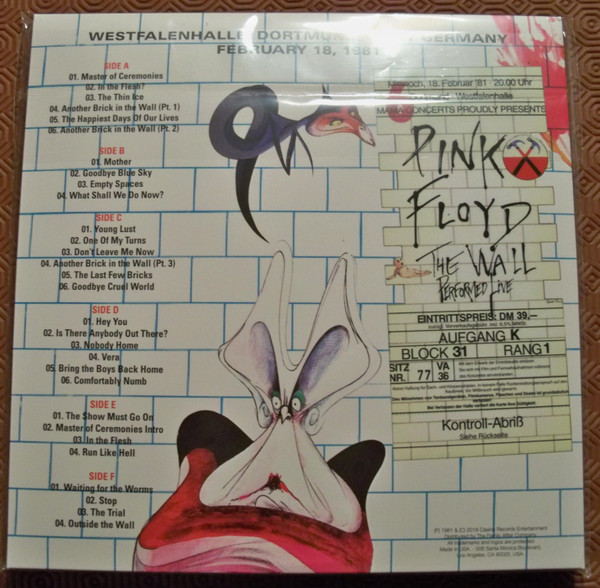 WESTFALENHALLE, DORTMUND GERMANY
FEBRUARY 18, 1981
SIDE A
01. Master of Ceremonies
02. In the Flesh?
03. The Thin Ice
04. Another Brick in the Wall (Pt. 1)
05. The Happiest Days Of Our Lives
06. Another Brick in the Wall (Pt. 2)
SIDE B
01. Mother
02. Goodbye Blue Sky
03. Empty Spaces
04. What Shall We Do Now?
SIDE C
01. Young Lust
02. One Of My Turns
03. Don't Leave Me Now
04. Another Brick in the Wall (Pt. 3)
05. The Last Few Bricks
06. Goodbye Cruel World
SIDE D
01. Hey You
02. Is There Anybody Out There?
03. Nobody Home
04. Vera
05. Bring the Boys Back Home
06. Comfortably Numb
SIDE E
01. The Show Must Go On
02. Master of Ceremonies Intro
03. In the Flesh
04. Run Like Hell
SIDE F
01. Waiting for the Worms
02. Stop
03. The Trial
04. Outside the Wall
Mittwoch, 18. Februar '81 · 20.00 Uhr
Westfalenhalle
MAMA CONCERTS PROUDLY PRESENTS
PINK
FLOYD
THE WALL
PERFORMED LIVE
EINTRITTSPREIS: DM 39,—
AUFGANG K
BLOCK 31 RANG 1
SITZ NR. 77 VA 36
Kontroll-Abriß
Siehe Rückseite